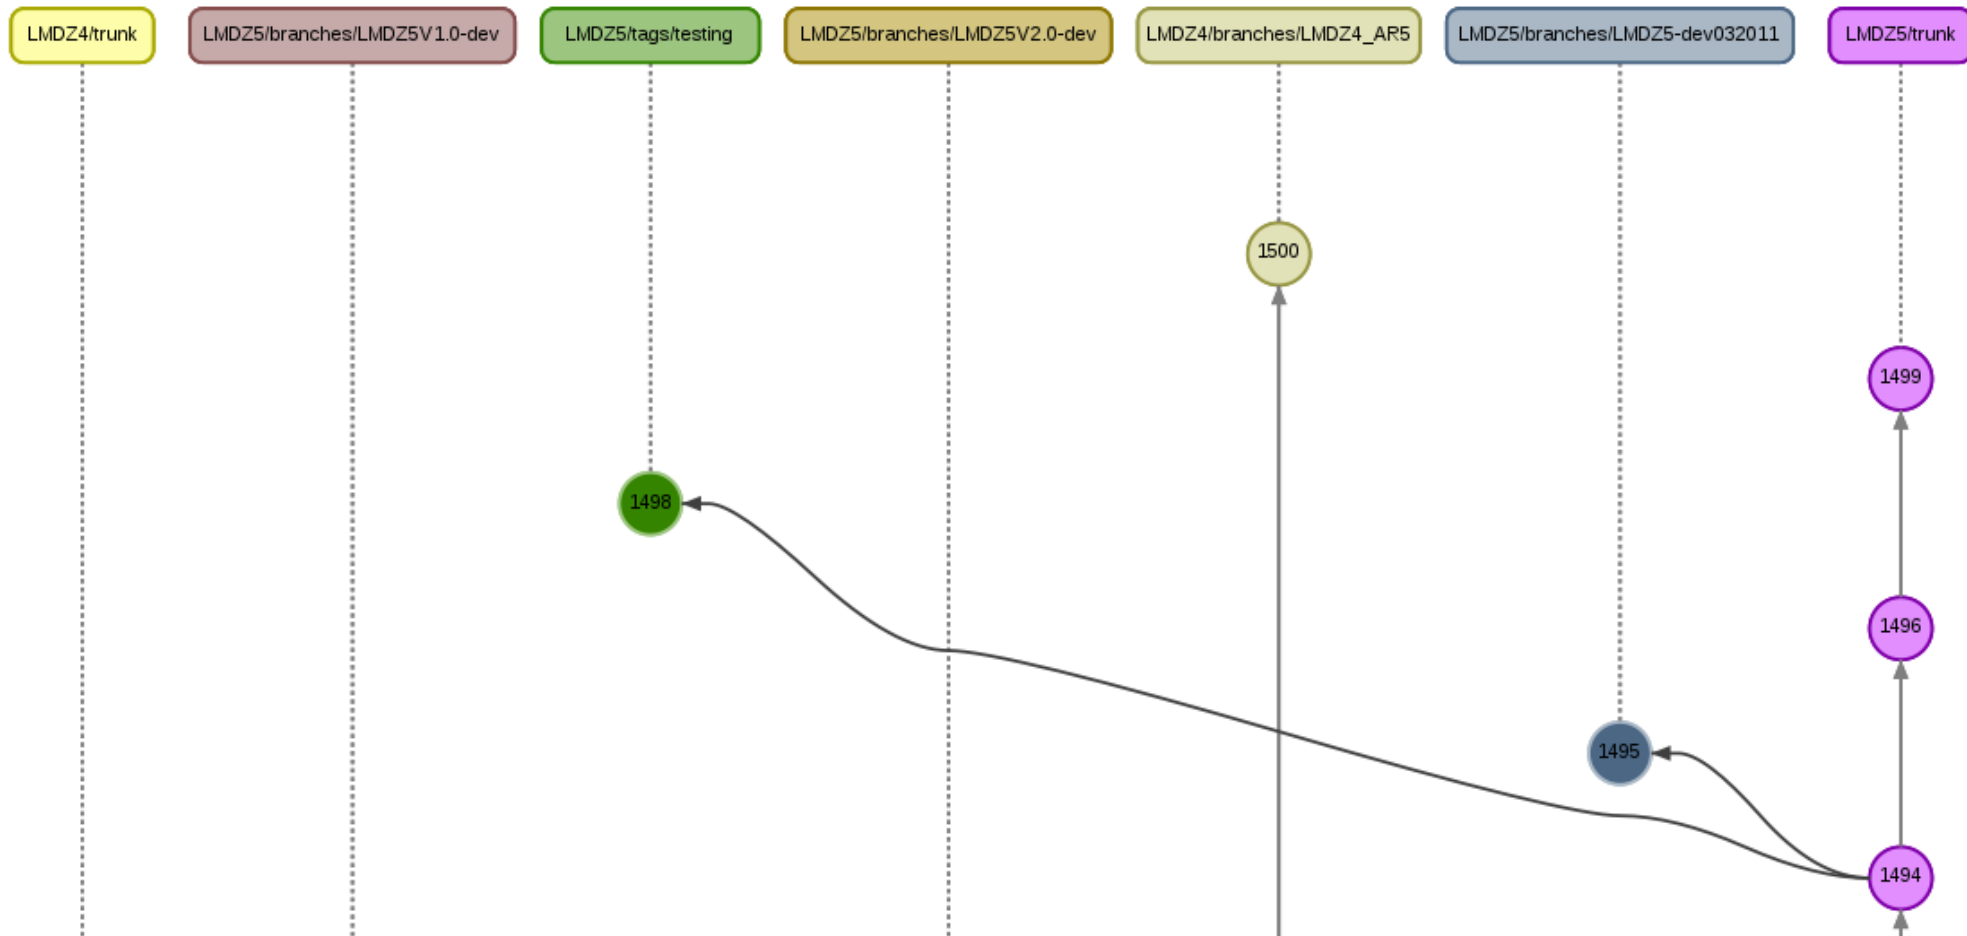 LMDZ4/trunk
LMDZ5/branches/LMDZ5V1.0-dev
LMDZ5/tags/testing
LMDZ5/branches/LMDZ5V2.0-dev
LMDZ4/branches/LMDZ4_AR5
LMDZ5/branches/LMDZ5-dev032011
LMDZ5/trunk
1500
1499
1498
1496
1495
1494